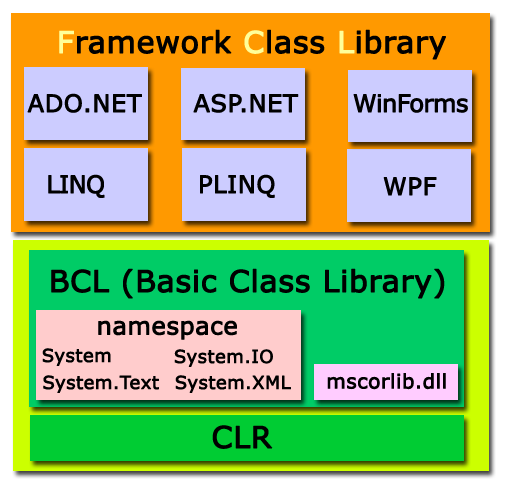 Framework Class Library
ADO.NET ASP.NET WinForms
LINQ PLINQ WPF
BCL (Basic Class Library)
namespace
System System.IO
System.Text System.XML
mscorlib.dll
CLR